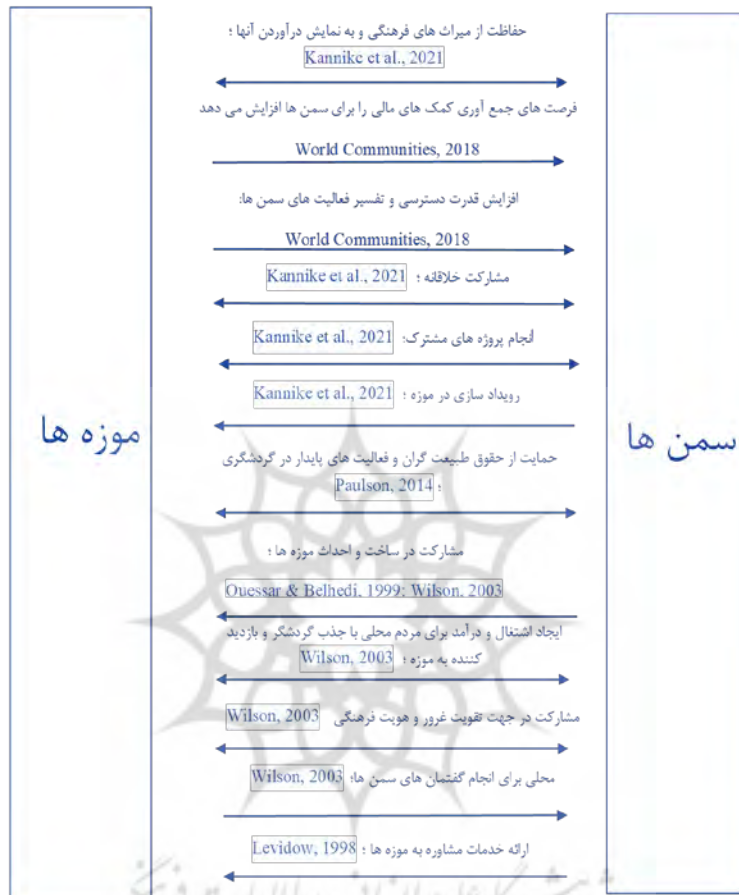 حفاظت از میراث های فرهنگی و به نمایش درآوردن آنها ؛
Kannike et al., 2021
فرصت های جمع آوری کمک های مالی را برای سمن ها افزایش می دهد
World Communities, 2018
افزایش قدرت دسترسی و تفسیر فعالیت های سمن ها:
World Communities, 2018
مشارکت خلاقانه ؛ Kannike et al., 2021
انجام پروژه های مشترک: Kannike et al., 2021
رویداد سازی در موزه ؛ Kannike et al., 2021
سمن ها
موزه ها
حمایت از حقوق طبیعت گران و فعالیت های پایدار در گردشگری
؛ Paulson, 2014
مشارکت در ساخت و احداث موزه ها ؛
Ouessar & Belhedi, 1999; Wilson, 2003
ایجاد اشتغال و درآمد برای مردم محلی با جذب گردشگر و بازدید
کننده به موزه ؛ Wilson, 2003
مشارکت در جهت تقویت غرور و هویت فرهنگی Wilson, 2003
محلی برای انجام گفتمان های سمن ها؛ Wilson, 2003
ارائه خدمات مشاوره به موزه ها ؛ Levidow, 1998